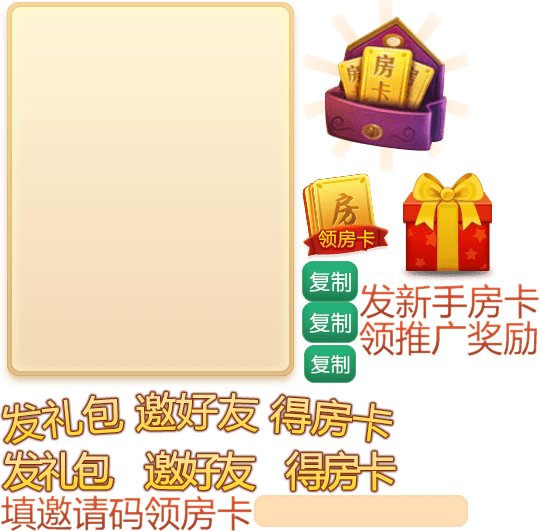 房
房卡
房
房
领房卡
复制
复制
复制
发新手房卡
领推广奖励
发礼包 邀好友 得房卡
发礼包 邀好友 得房卡
填邀请码领房卡